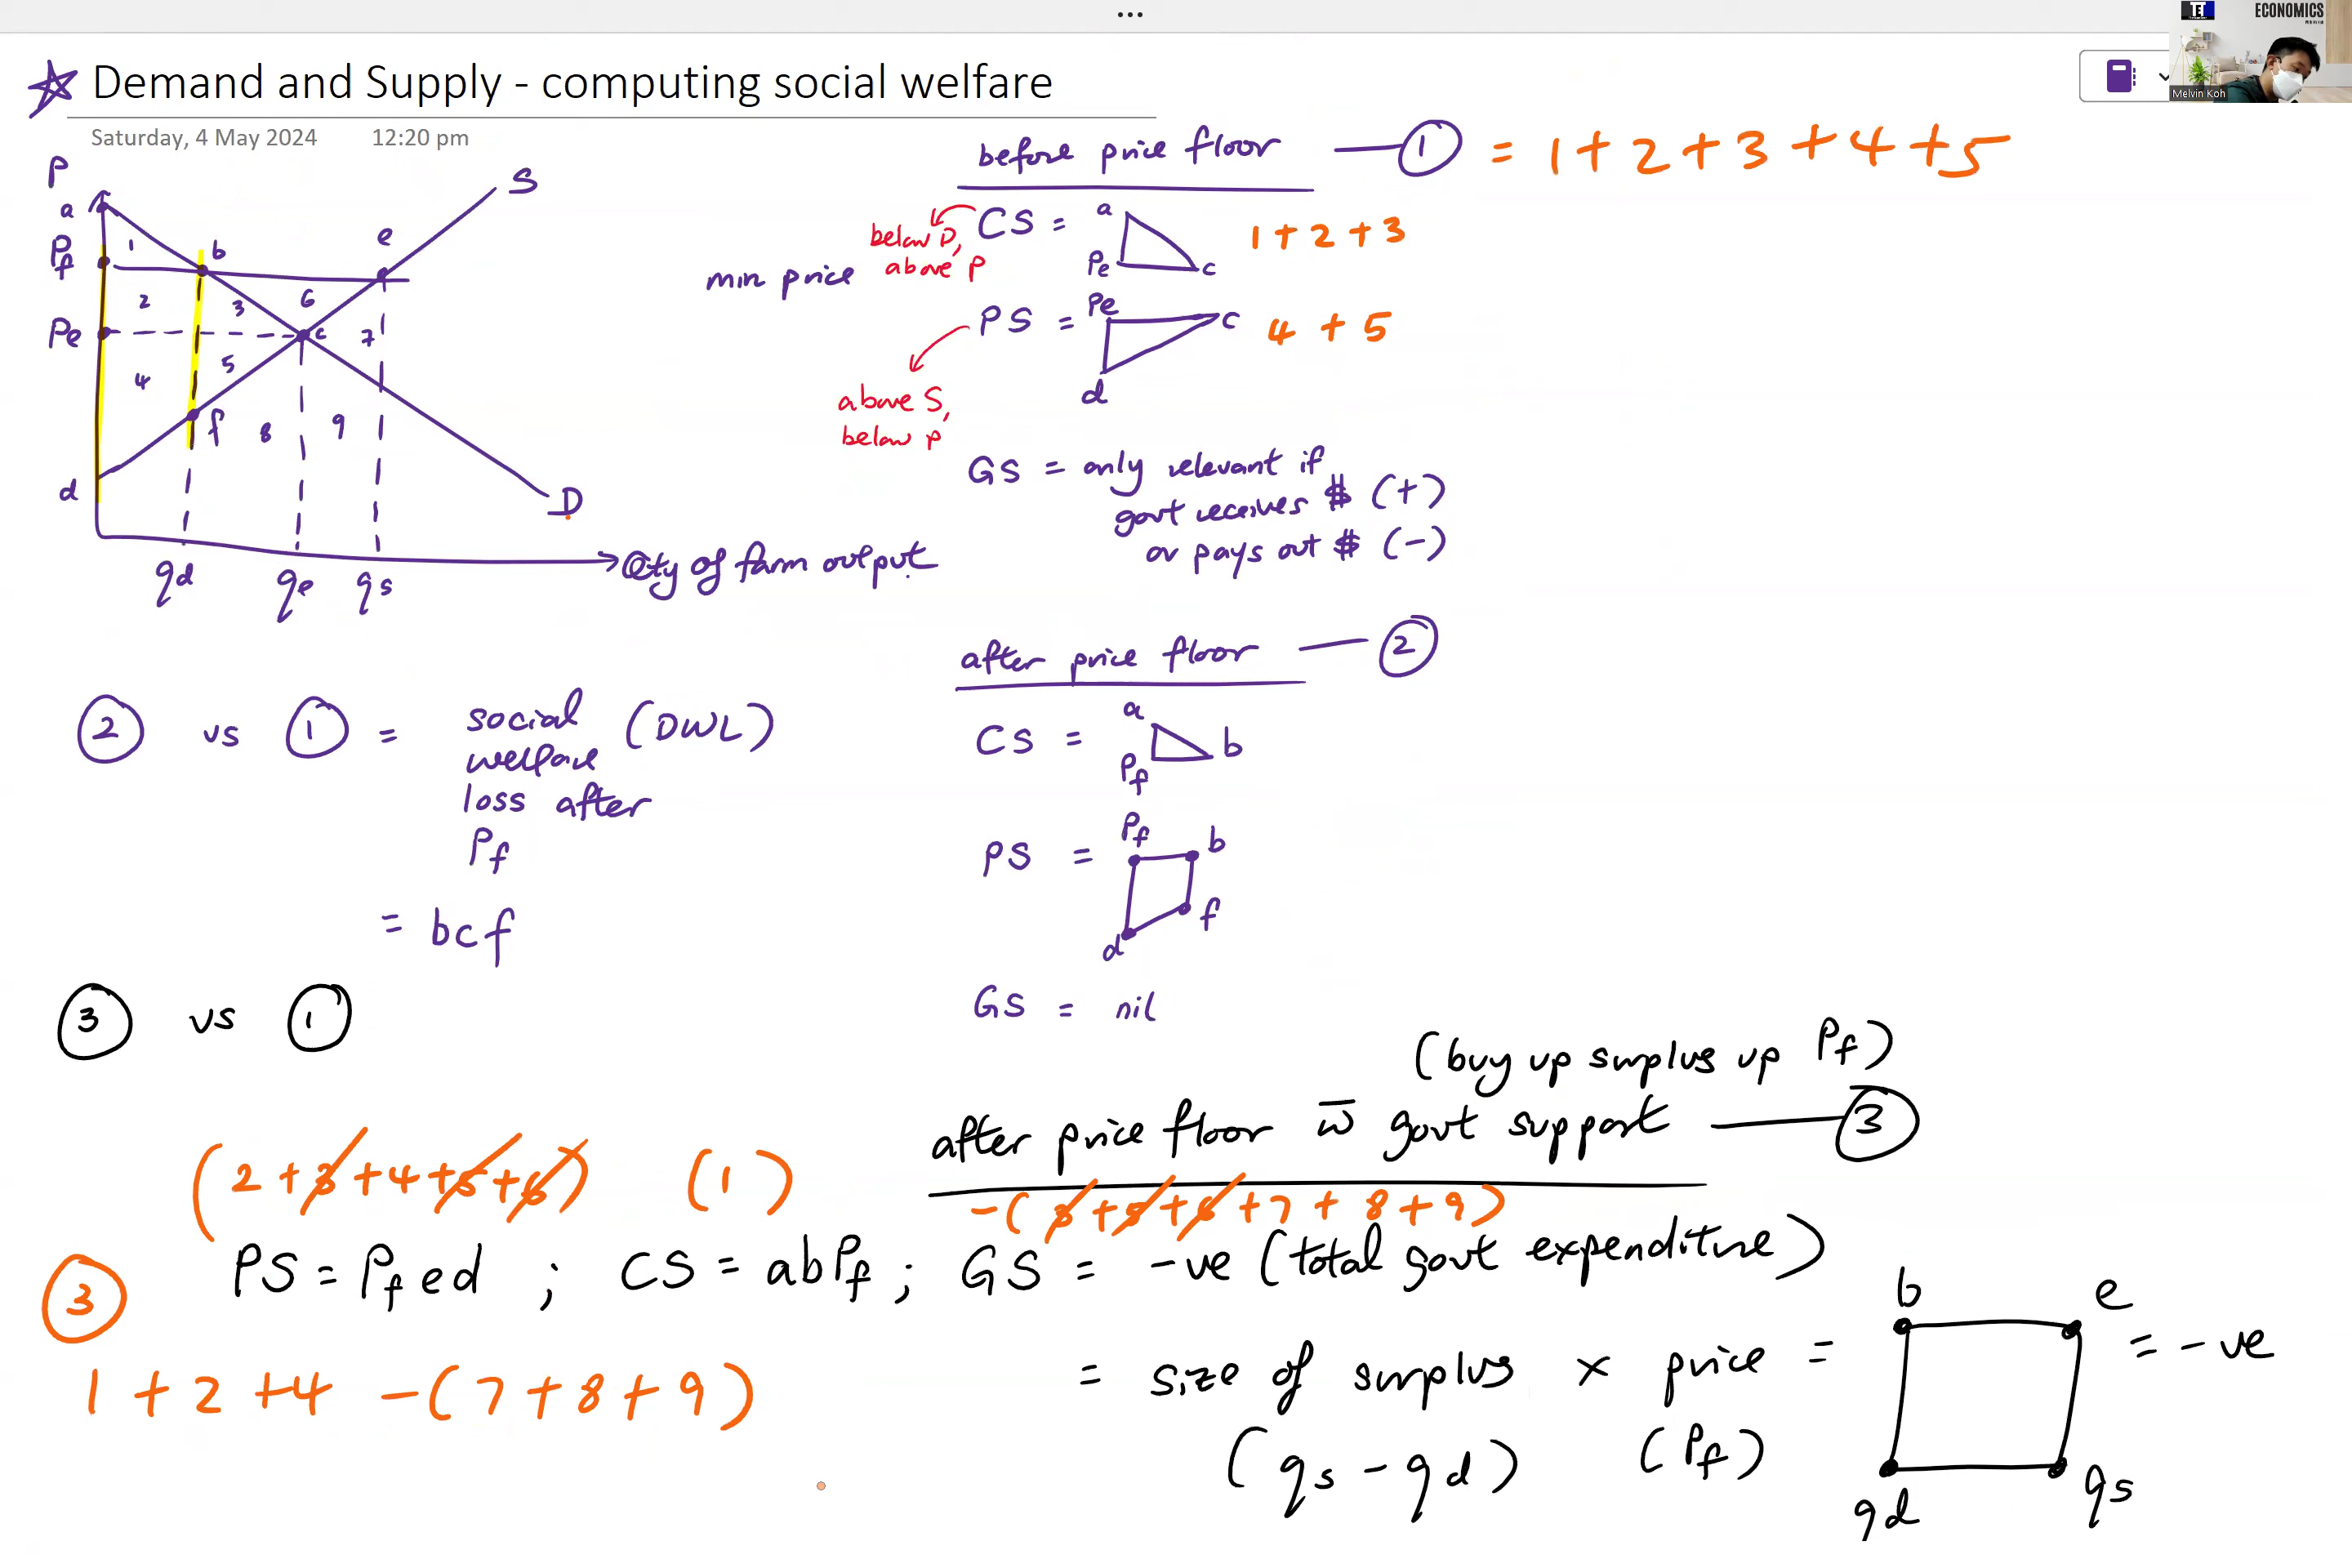 TET
ECONOMICS
Melvin Koh
Demand and Supply - computing social welfare
Saturday, 4 May 2024 12:20 pm
P
a
Pf
Pe
d
1
2
3
4
5
6
7
8
9
b
e
c
f
S
D
qd qe qs
Qty of farm output
min price
before price floor — 1 = 1 + 2 + 3 + 4 + 5
below D, above P
CS = a Pe c 1 + 2 + 3
PS = Pe c d 4 + 5
above S,
below P
GS = only relevant if
govt receives $ (+)
or pays out $ (-)
after price floor — 2
CS = a Pf b
PS = Pf b f d
GS = nil
2 vs 1 = social (DWL)
welfare
loss after
Pf
= bcf
3 vs 1
(buy up surplus up Pf)
after price floor w̄ govt support — 3
(2 + 3 + 4 + 5 + 6) (1) -(3 + 5 + 6 + 7 + 8 + 9)
PS = Pf e d ; CS = abPf ; GS = -ve (total govt expenditure)
3
1 + 2 + 4 - (7 + 8 + 9)
= size of surplus x price = b e qd qs = -ve
(qs - qd) (Pf)